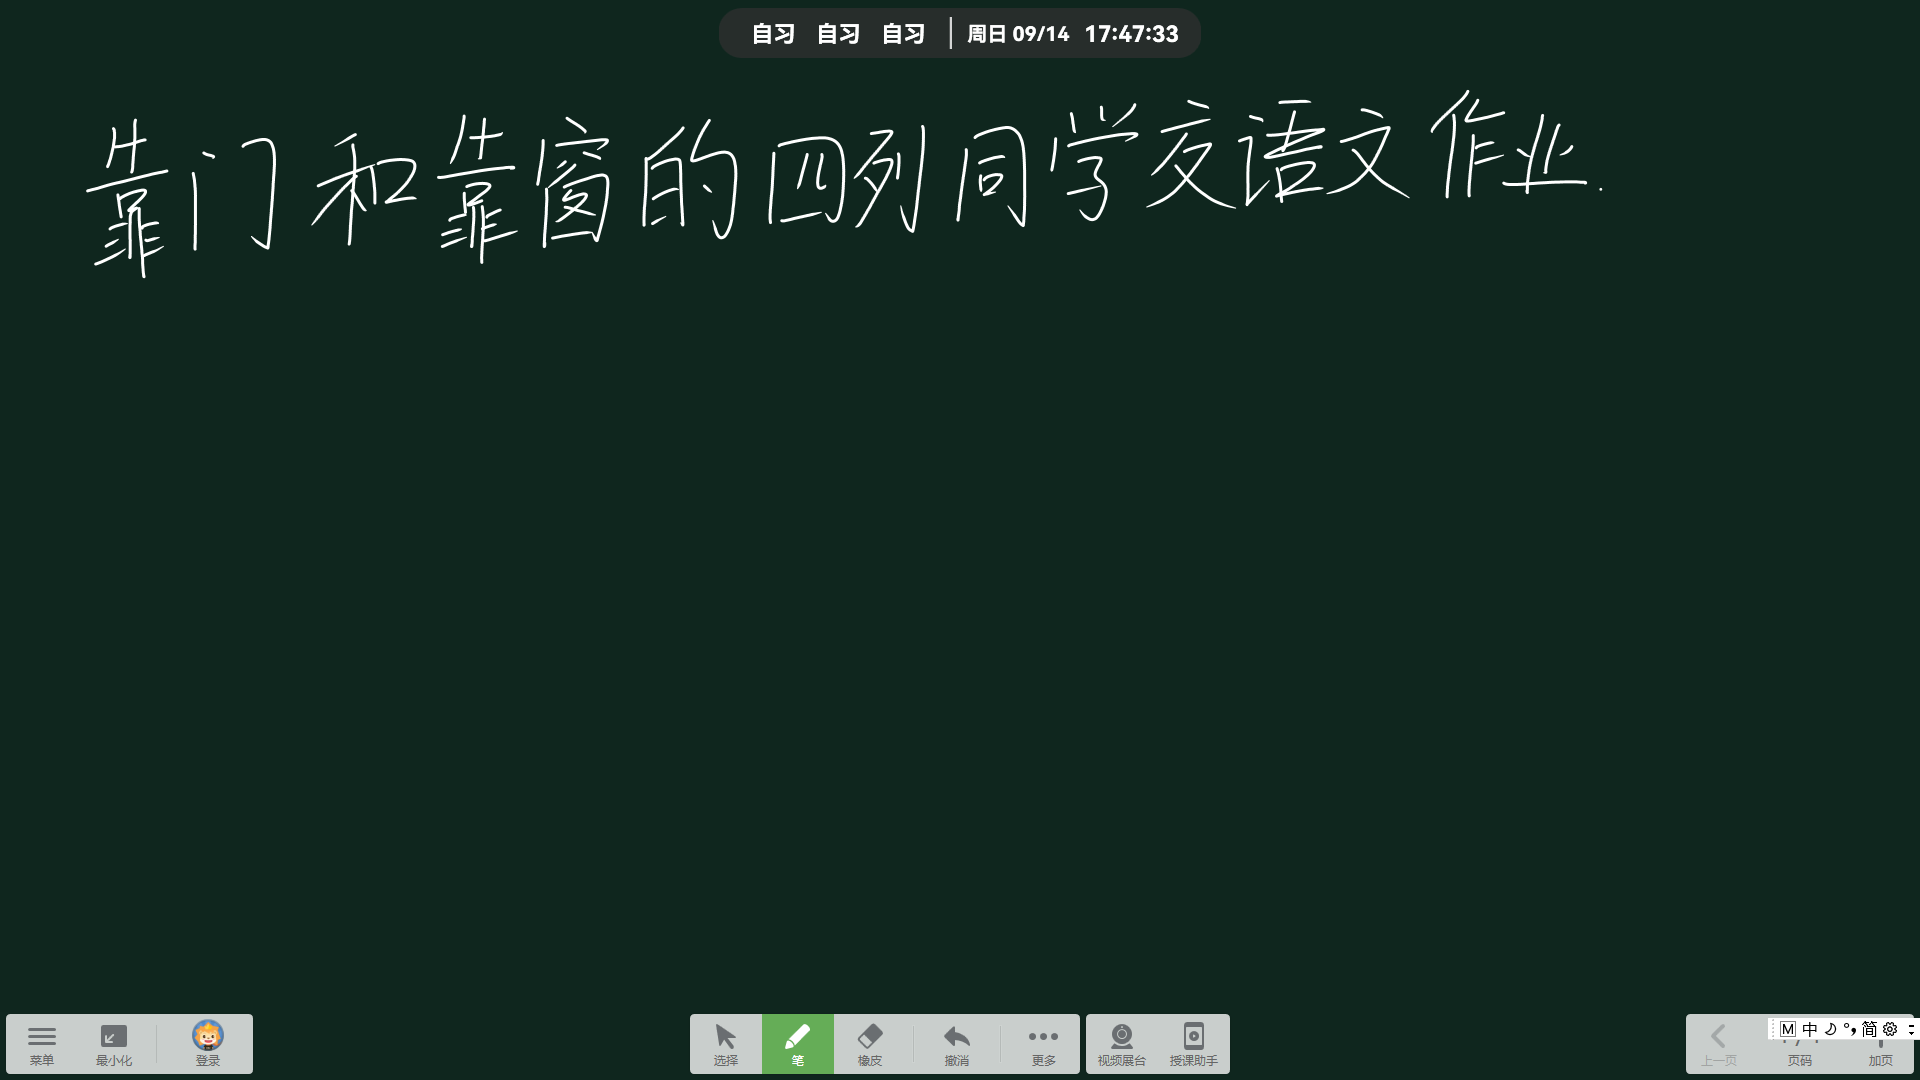 自习 自习 自习 周日 09/14 17:47:33
靠门和靠窗的四列同学交语文作业.
菜单 最小化 登录 选择 笔 橡皮 撤消 更多 视频展台 授课助手 上一页 页码 加页
M 中 简